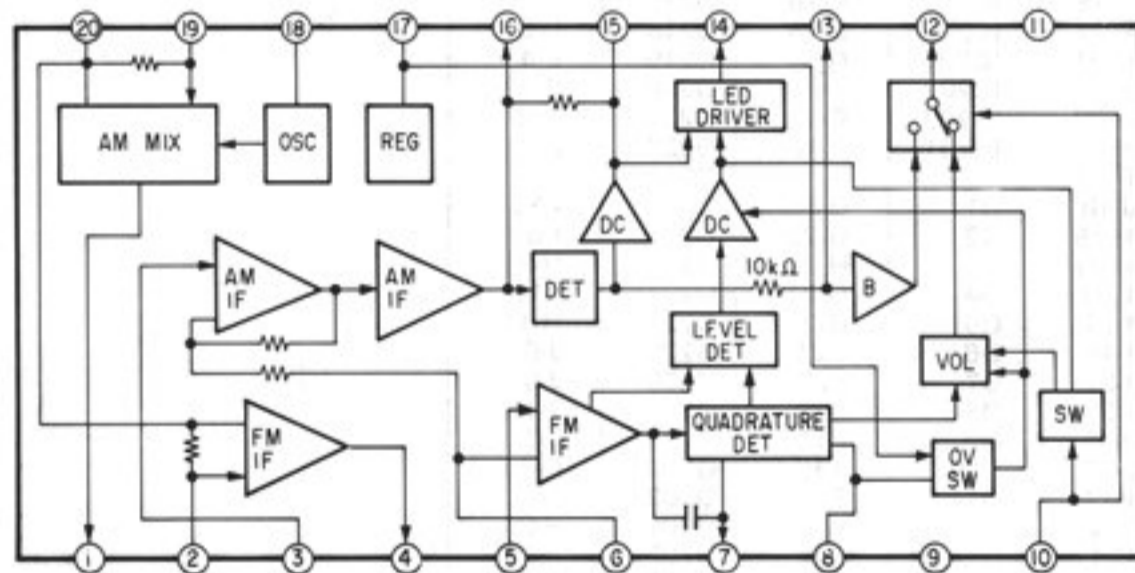 20 19 18 17 16 15 14 13 12 11
LED
DRIVER
AM MIX
OSC
REG
DC
DC
AM
IF
AM
IF
DET
10kΩ
B
LEVEL
DET
VOL
FM
IF
FM
IF
QUADRATURE
DET
SW
OV
SW
1 2 3 4 5 6 7 8 9 10